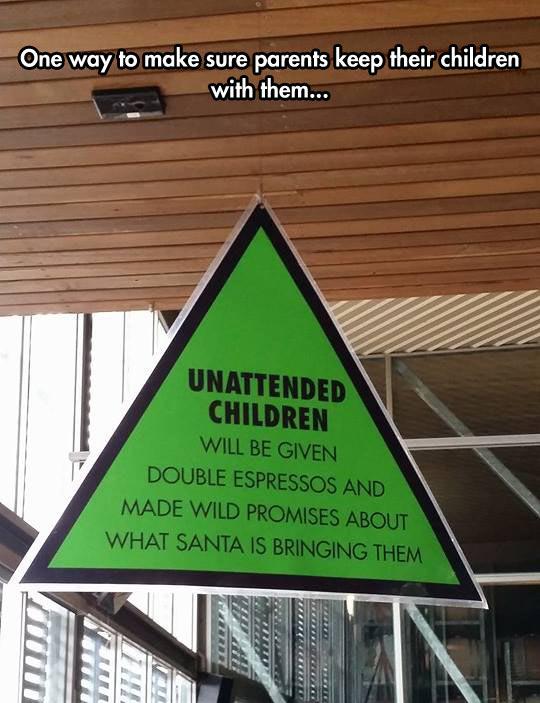 One way to make sure parents keep their children
with them...
UNATTENDED
CHILDREN
WILL BE GIVEN
DOUBLE ESPRESSOS AND
MADE WILD PROMISES ABOUT
WHAT SANTA IS BRINGING THEM